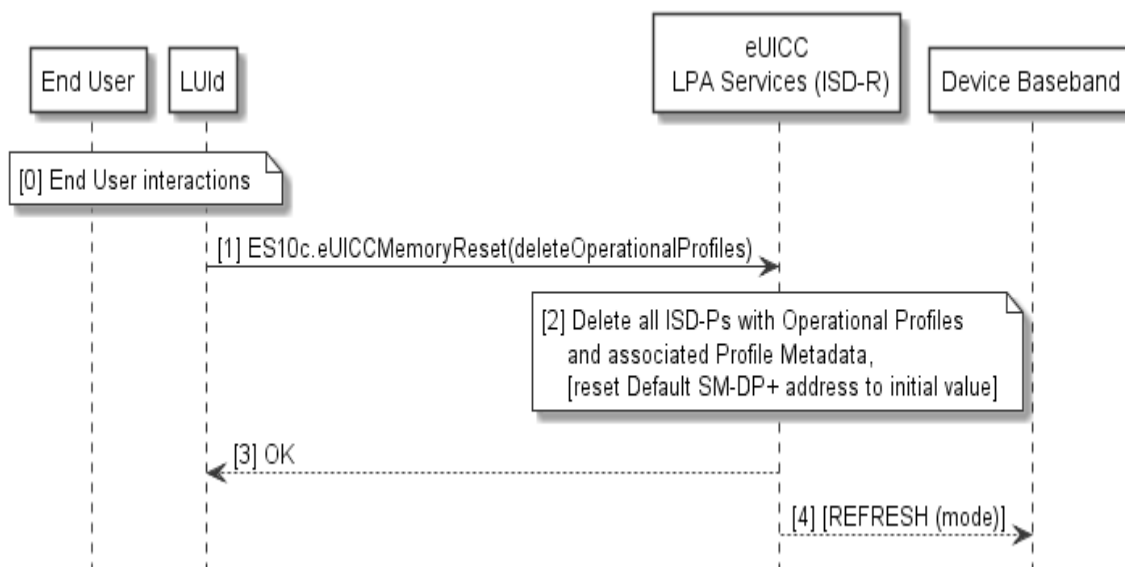 End User
LUId
eUICC
LPA Services (ISD-R)
Device Baseband
[0] End User interactions
[1] ES10c.eUICCMemoryReset(deleteOperationalProfiles)
[2] Delete all ISD-Ps with Operational Profiles
and associated Profile Metadata,
[reset Default SM-DP+ address to initial value]
[3] OK
[4] [REFRESH (mode)]